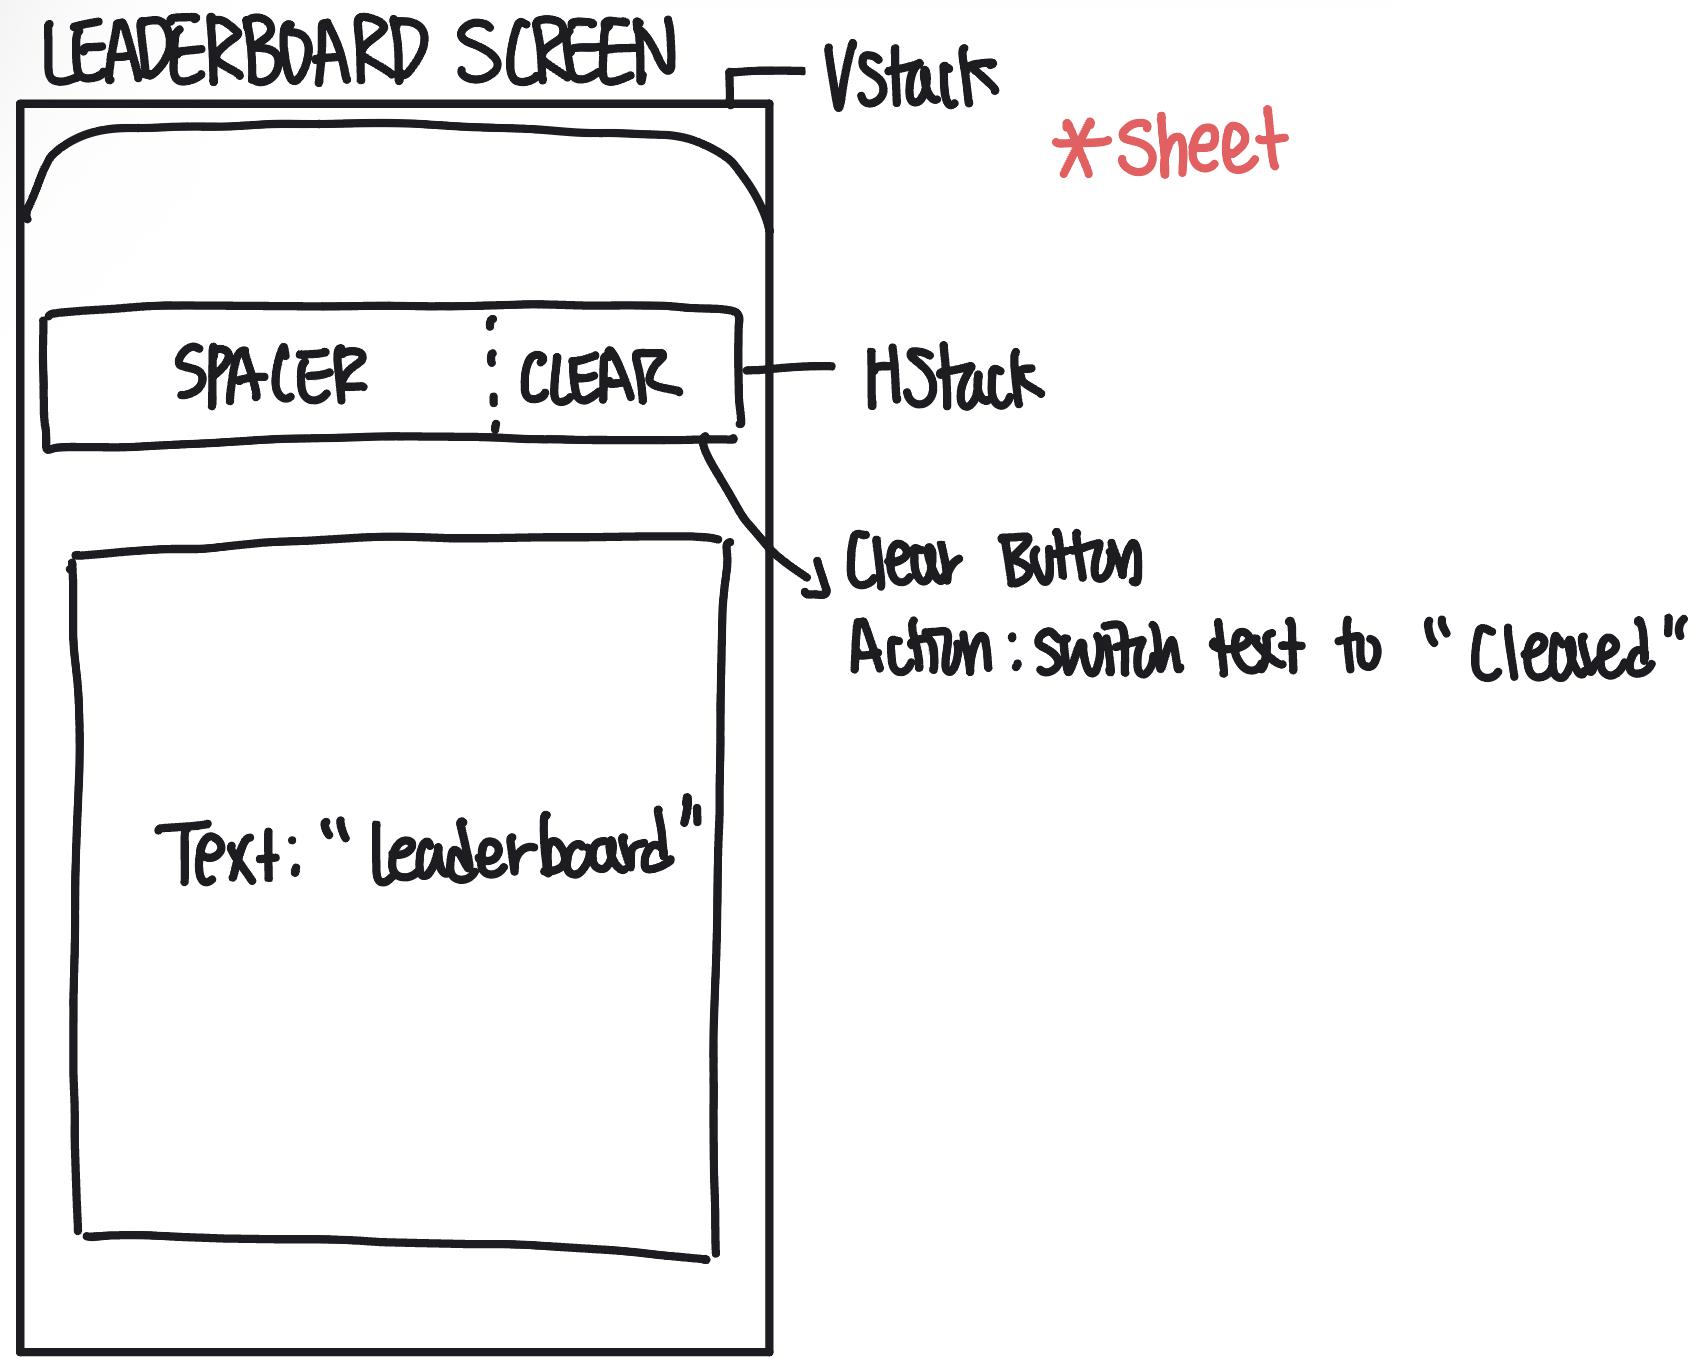 LEADERBOARD SCREEN
VStack
*Sheet
SPACER
CLEAR
HStack
Clear Button
Action: switch text to "Cleared"
Text: "Leaderboard"